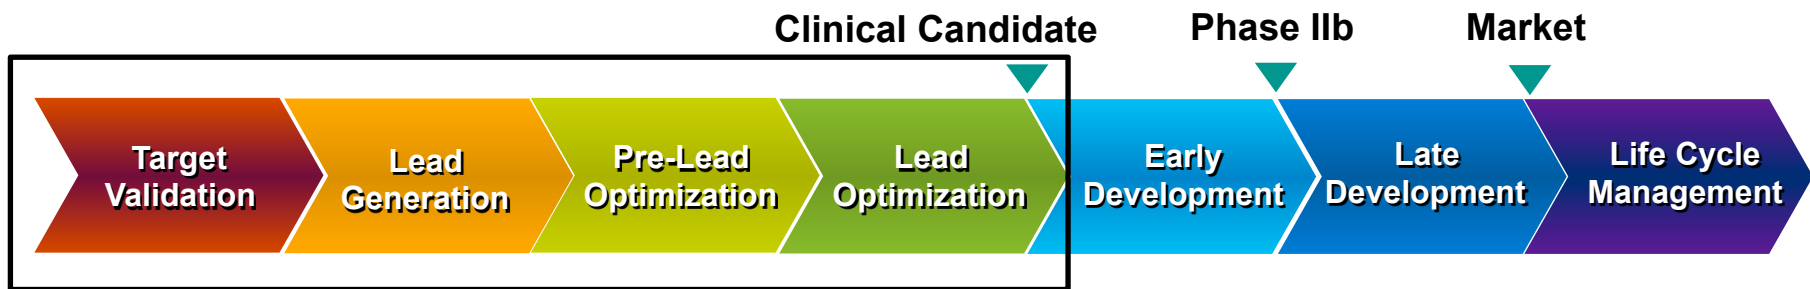 Clinical Candidate
Phase IIb
Market
Target
Validation
Lead
Generation
Pre-Lead
Optimization
Lead
Optimization
Early
Development
Late
Development
Life Cycle
Management